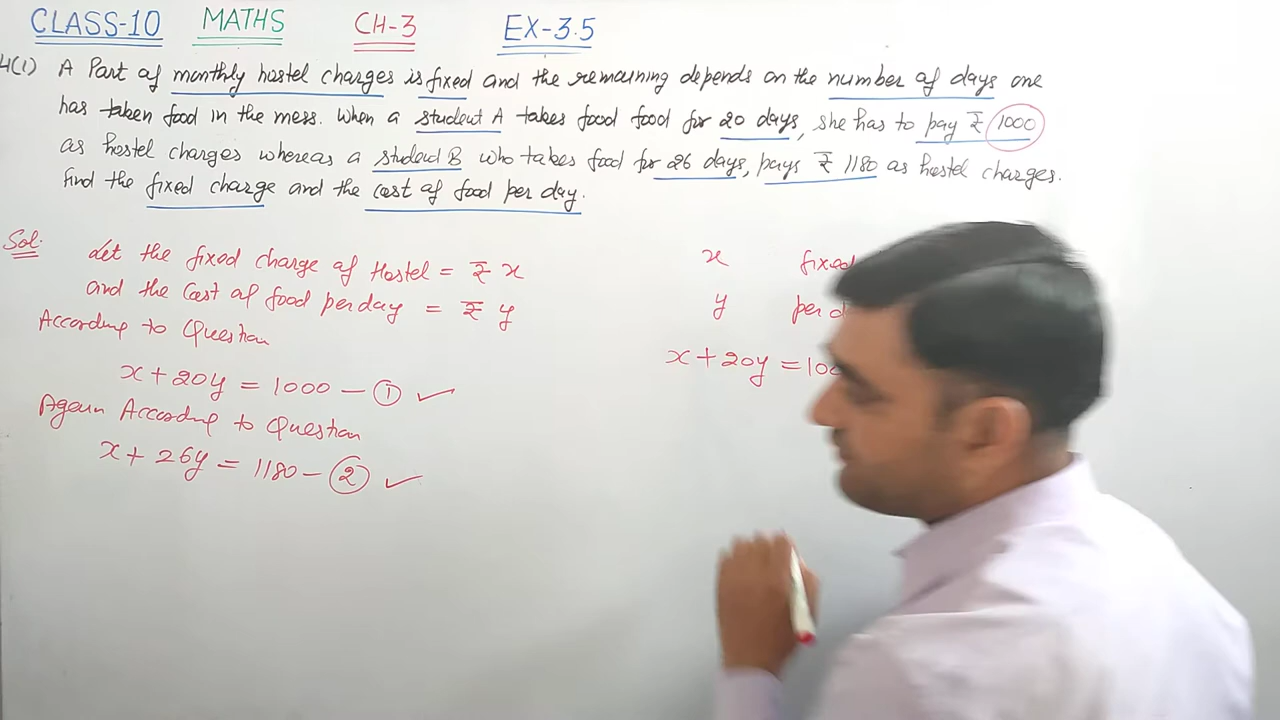 CLASS-10 MATHS CH-3 EX-3.5
4(1) A Part of monthly hostel charges is fixed and the remaining depends on the number of days one
has taken food in the mess. When a student A takes food food for 20 days, she has to pay ₹ 1000
as hostel charges whereas a student B who takes food for 26 days, pays ₹ 1180 as hostel charges.
Find the fixed charge and the cost of food per day.
Sol. Let the fixed charge of Hostel = ₹ x
and the cost of food per day = ₹ y
According to Question
x + 20y = 1000 — ①
Again According to Question
x + 26y = 1180 — ②
x fixed
y per d
x + 20y = 100